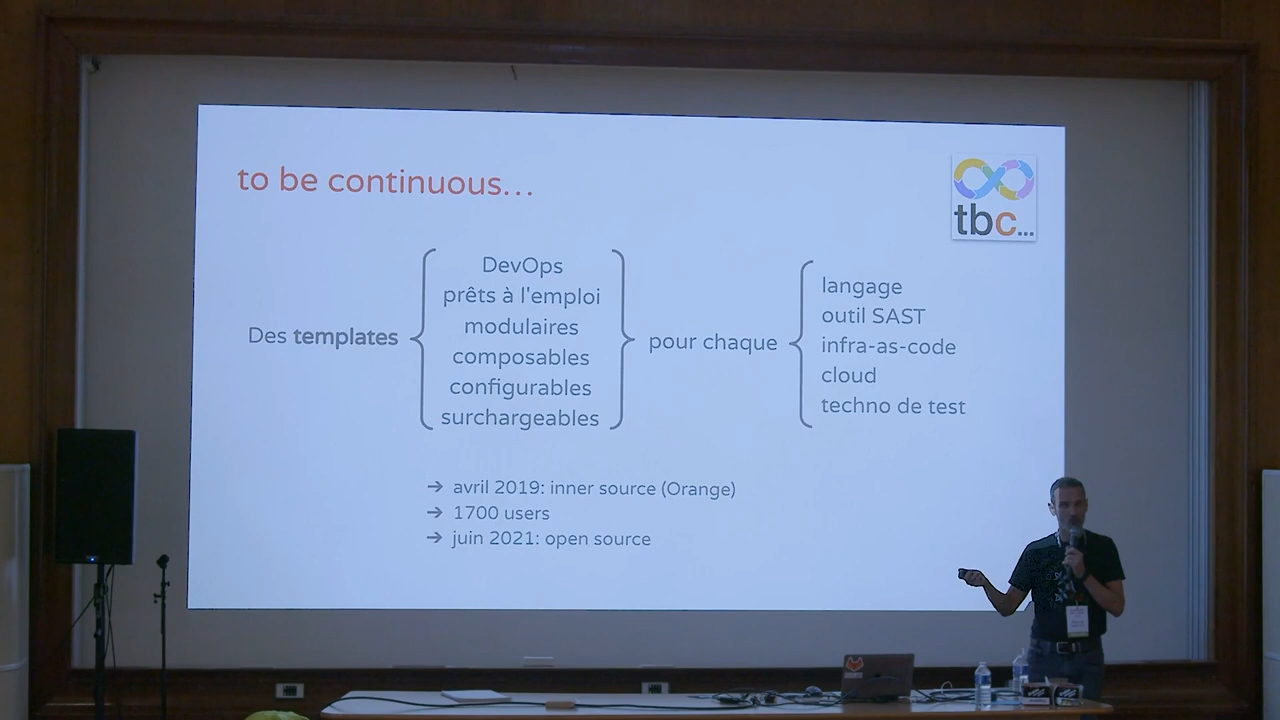 to be continuous...
tbc...
Des templates
DevOps
prêts à l'emploi
modulaires
composables
configurables
surchargeables
pour chaque
langage
outil SAST
infra-as-code
cloud
techno de test
→ avril 2019: inner source (Orange)
→ 1700 users
→ juin 2021: open source